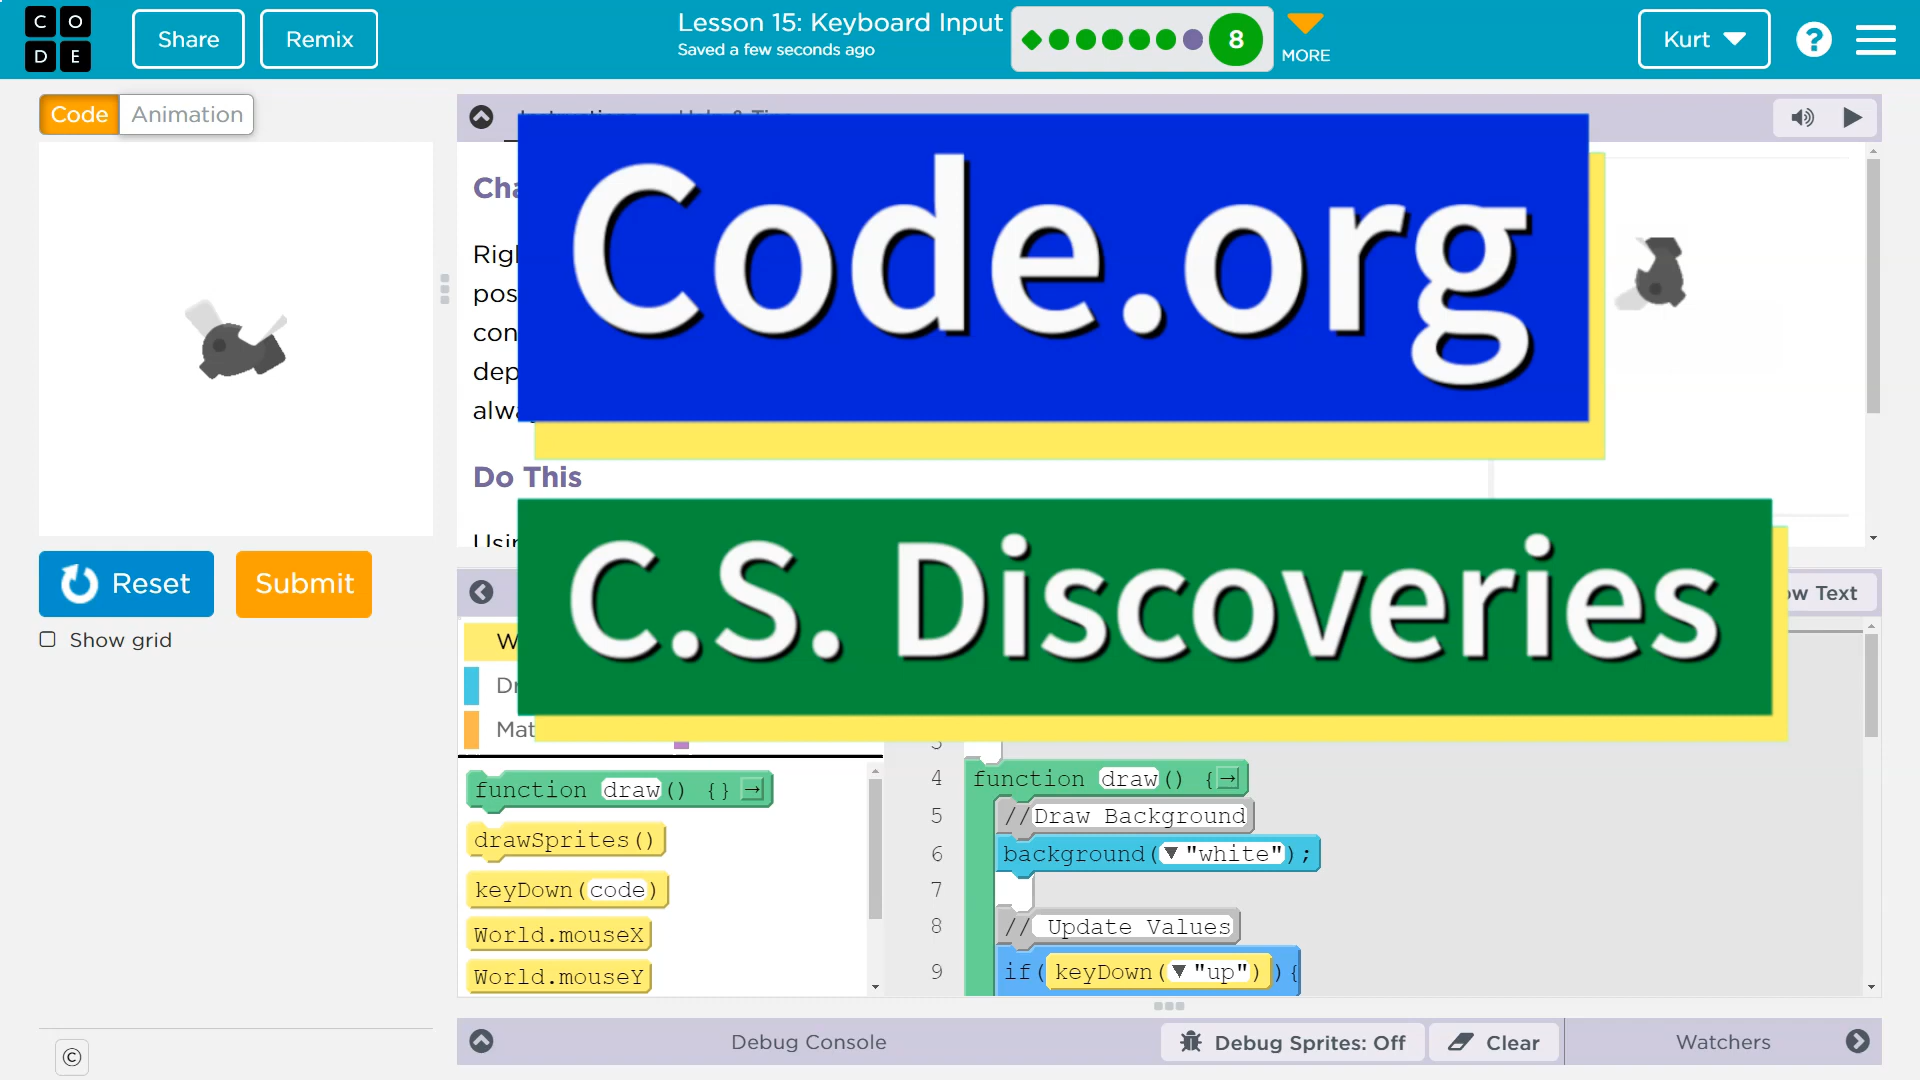 C O
D E
Share
Remix
Lesson 15: Keyboard Input
Saved a few seconds ago
8
MORE
Kurt
?
Code
Animation
Code.org
C.S. Discoveries
Do This
Reset
Submit
Show grid
Text
function draw() {}
drawSprites()
keyDown(code)
World.mouseX
World.mouseY
4 function draw() {
5 //Draw Background
6 background("white");
7
8 // Update Values
9 if(keyDown("up")){
Debug Console
Debug Sprites: Off
Clear
Watchers
©